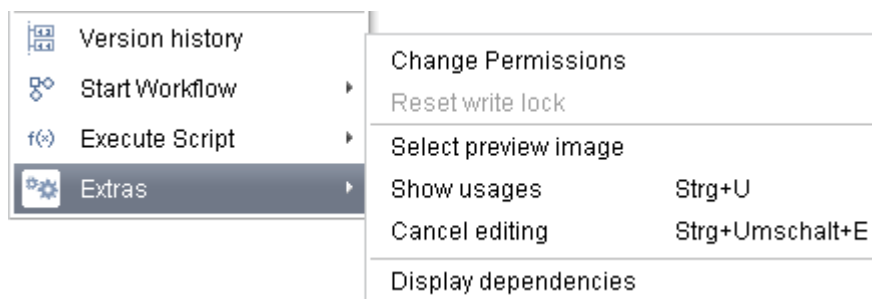 Version history
Start Workflow
f(x) Execute Script
Extras
Change Permissions
Reset write lock
Select preview image
Show usages Strg+U
Cancel editing Strg+Umschalt+E
Display dependencies